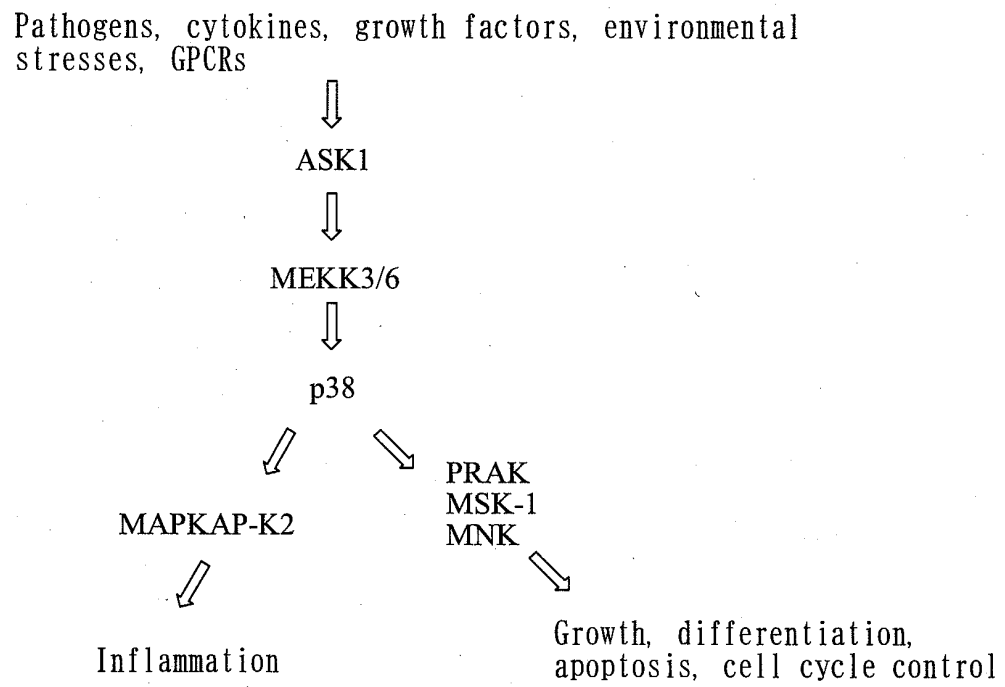 Pathogens, cytokines, growth factors, environmental
stresses, GPCRs
ASK1
MEKK3/6
p38
PRAK
MSK-1
MNK
MAPKAP-K2
Growth, differentiation,
apoptosis, cell cycle control
Inflammation